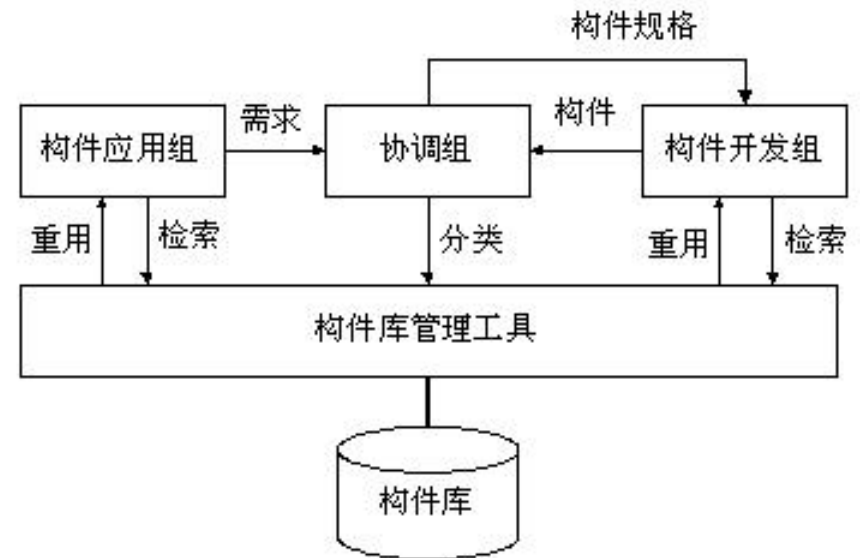 构件规格
需求
构件
构件应用组
协调组
构件开发组
重用
检索
分类
重用
检索
构件库管理工具
构件库